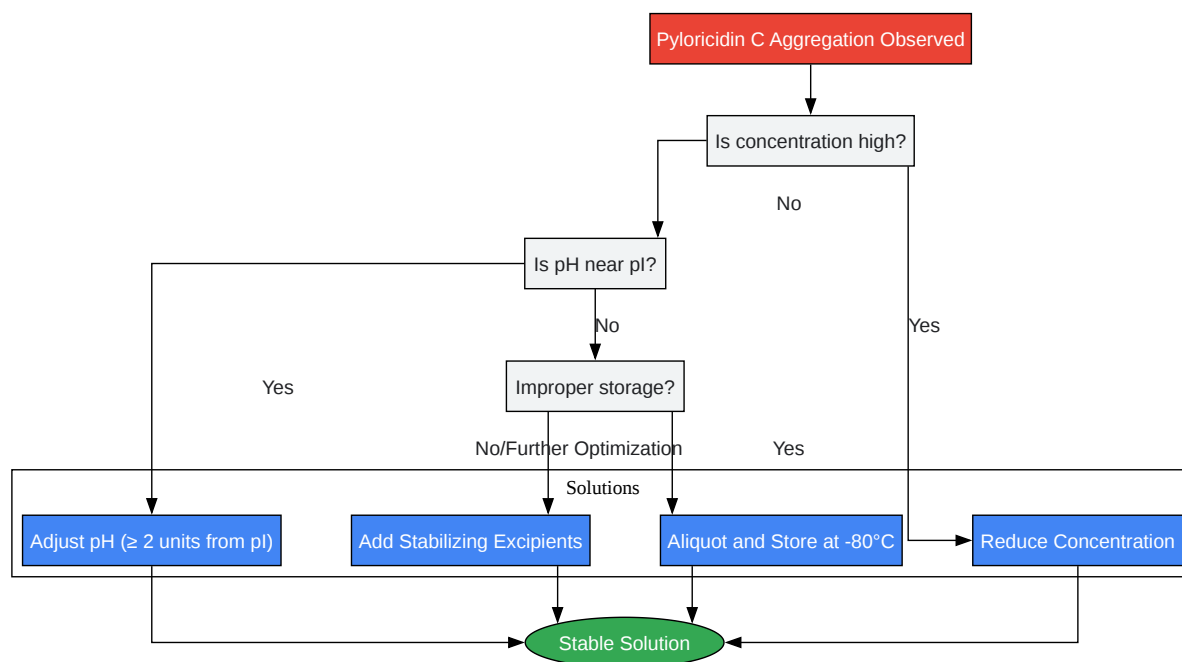 Pyloricidin C Aggregation Observed
Is concentration high?
No
Is pH near pI?
No
Yes
Improper storage?
Yes
No/Further Optimization
Yes
Solutions
Adjust pH (≥ 2 units from pI)
Add Stabilizing Excipients
Aliquot and Store at -80°C
Reduce Concentration
Stable Solution